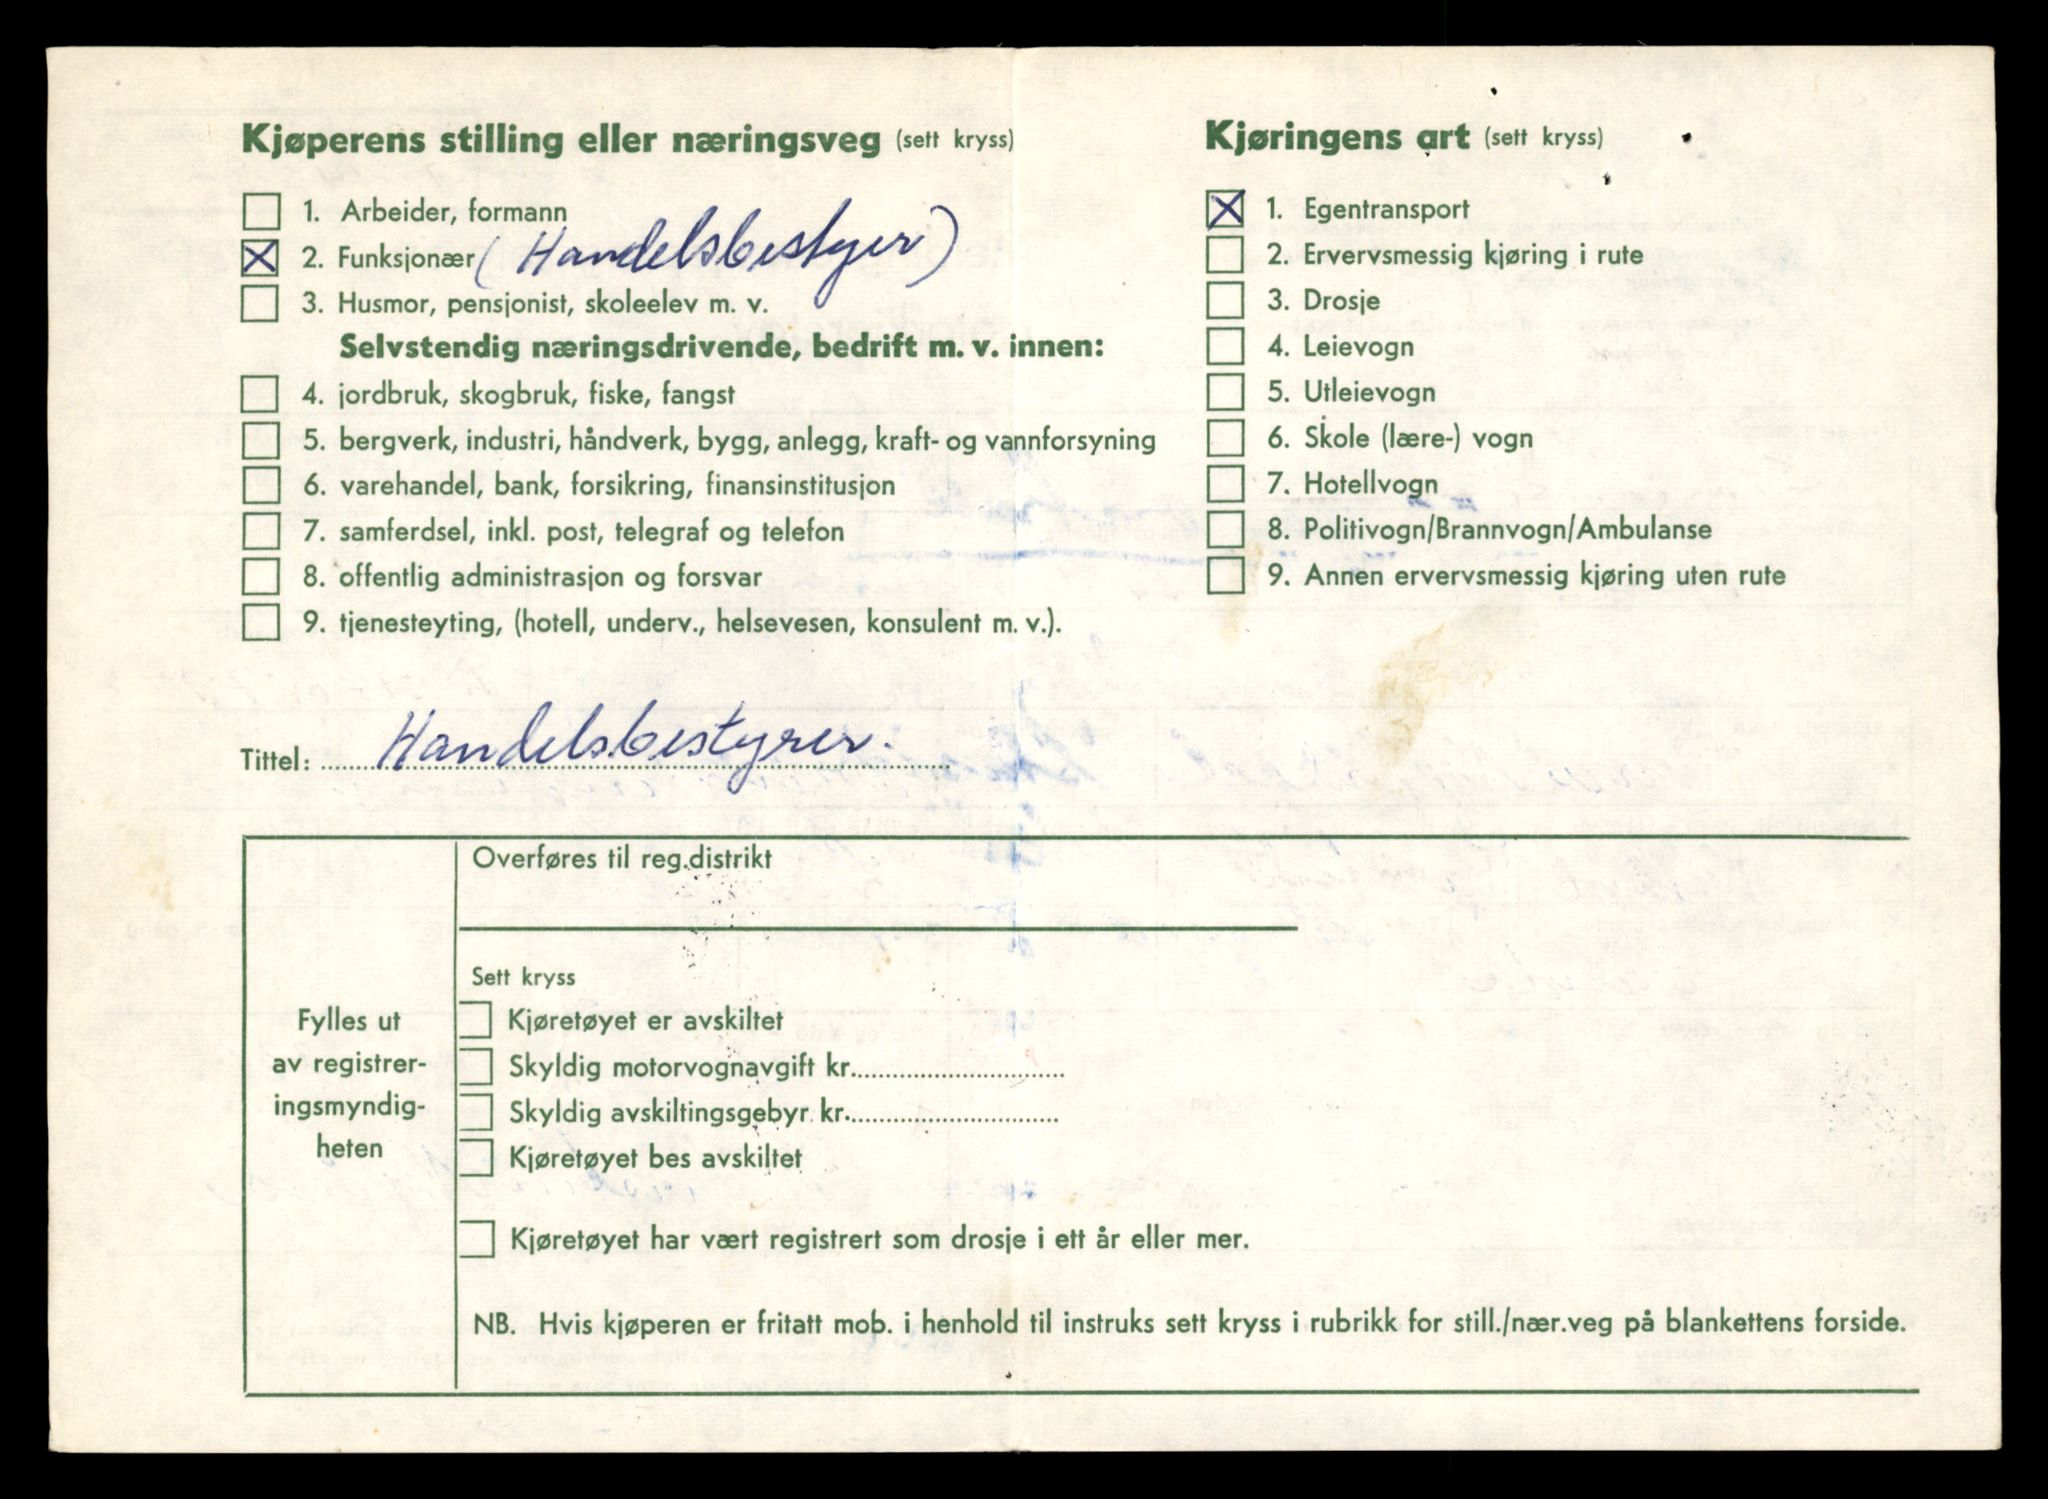 Kjøperens stilling eller næringsveg (sett kryss)
1. Arbeider, formann
2. Funksjonær (Handelsbestyrer)
3. Husmor, pensjonist, skoleelev m. v.
Selvstendig næringsdrivende, bedrift m. v. innen:
4. jordbruk, skogbruk, fiske, fangst
5. bergverk, industri, håndverk, bygg, anlegg, kraft- og vannforsyning
6. varehandel, bank, forsikring, finansinstitusjon
7. samferdsel, inkl. post, telegraf og telefon
8. offentlig administrasjon og forsvar
9. tjenesteyting, (hotell, underv., helsevesen, konsulent m. v.).
Tittel: Handelsbestyrer.
Kjøringens art (sett kryss)
1. Egentransport
2. Ervervsmessig kjøring i rute
3. Drosje
4. Leievogn
5. Utleievogn
6. Skole (lære-) vogn
7. Hotellvogn
8. Politivogn/Brannvogn/Ambulanse
9. Annen ervervsmessig kjøring uten rute
Fylles ut
av registrer-
ingsmyndig-
heten
Overføres til reg.distrikt
Sett kryss
Kjøretøyet er avskiltet
Skyldig motorvognavgift kr.
Skyldig avskiltingsgebyr kr.
Kjøretøyet bes avskiltet
Kjøretøyet har vært registrert som drosje i ett år eller mer.
NB. Hvis kjøperen er fritatt mob. i henhold til instruks sett kryss i rubrikk for still./nær.veg på blankettens forside.